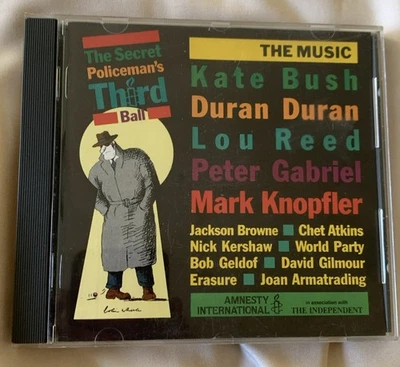 The Secret
Policeman's
Third
Ball
THE MUSIC
Kate Bush
Duran Duran
Lou Reed
Peter Gabriel
Mark Knopfler
Jackson Browne ■ Chet Atkins
Nick Kershaw ■ World Party
Bob Geldof ■ David Gilmour
Erasure ■ Joan Armatrading
AMNESTY
INTERNATIONAL
in association with
THE INDEPENDENT